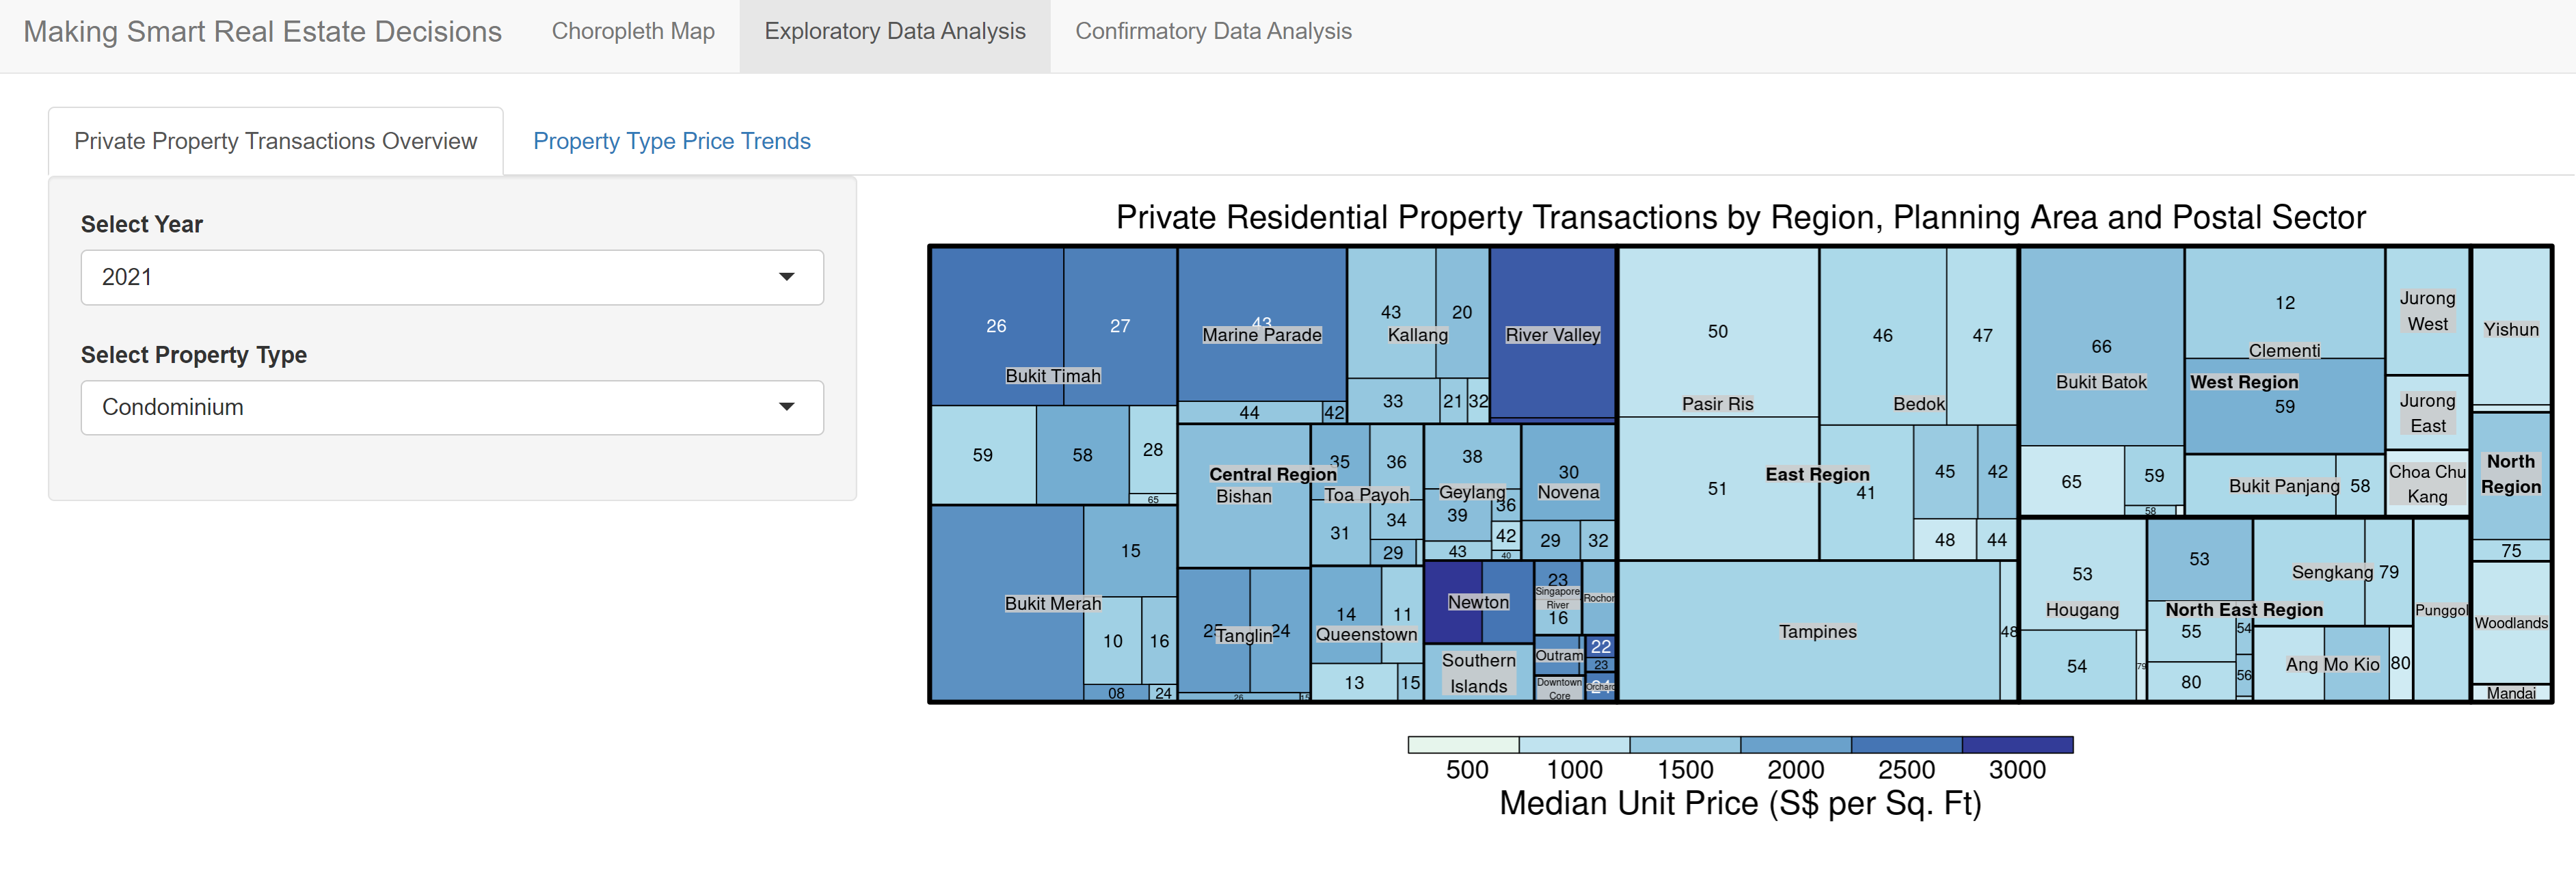 Making Smart Real Estate Decisions Choropleth Map Exploratory Data Analysis Confirmatory Data Analysis
Private Property Transactions Overview Property Type Price Trends
Select Year
2021
Select Property Type
Condominium
Private Residential Property Transactions by Region, Planning Area and Postal Sector
Central Region
26 27
Bukit Timah
59 58 28
65
43
Marine Parade
44 42
43 20
Kallang
33 21 32
River Valley
15
Bukit Merah
10 16
08 24
Bishan
35 36
Toa Payoh
31 34
29
38
Geylang
36
39
42
43 40
30
Novena
29 32
25 Tanglin 24
26 15
14 11
Queenstown
13 15
Newton
Southern
Islands
23
Singapore
River
16
Rochor
Outram
22
23
Downtown
Core
Orchard
East Region
50
Pasir Ris
51
46 47
Bedok
41
45 42
48 44
Tampines
48
West Region
66
Bukit Batok
65 59
58
12
Clementi
59
Bukit Panjang 58
Jurong
West
Jurong
East
Choa Chu
Kang
North East Region
53
Hougang
54 79
53
55 54
80 56
Sengkang 79
Ang Mo Kio 80
Punggol
North
Region
Yishun
75
Woodlands
Mandai
500 1000 1500 2000 2500 3000
Median Unit Price (S$ per Sq. Ft)